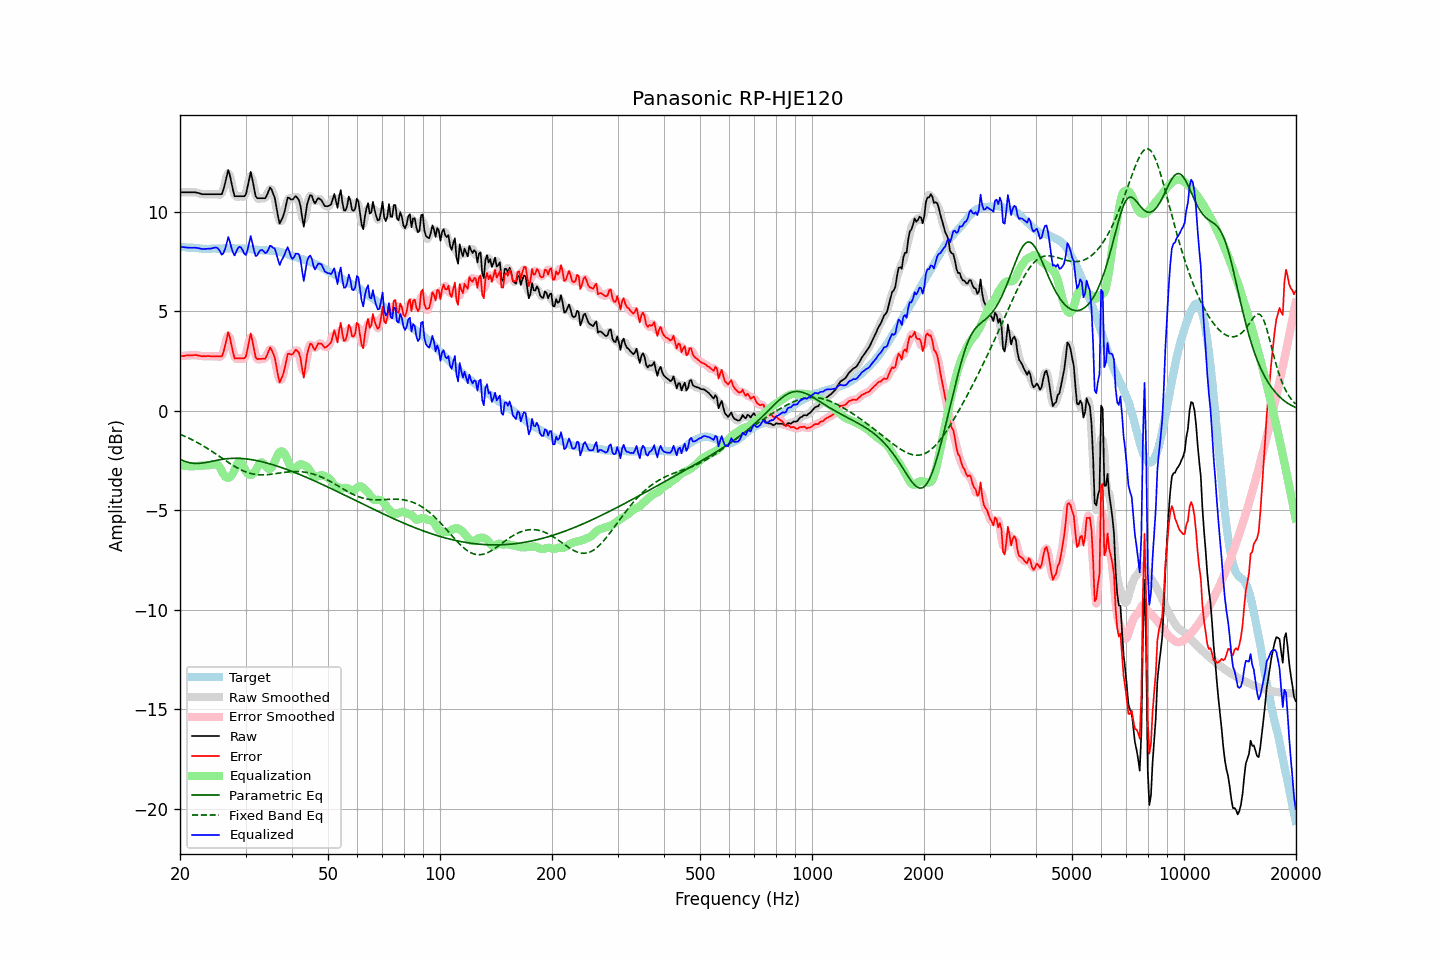 Panasonic RP-HJE120
Amplitude (dBr)
10
5
0
−5
−10
−15
−20
Target
Raw Smoothed
Error Smoothed
Raw
Error
Equalization
Parametric Eq
Fixed Band Eq
Equalized
20 50 100 200 500 1000 2000 5000 10000 20000
Frequency (Hz)